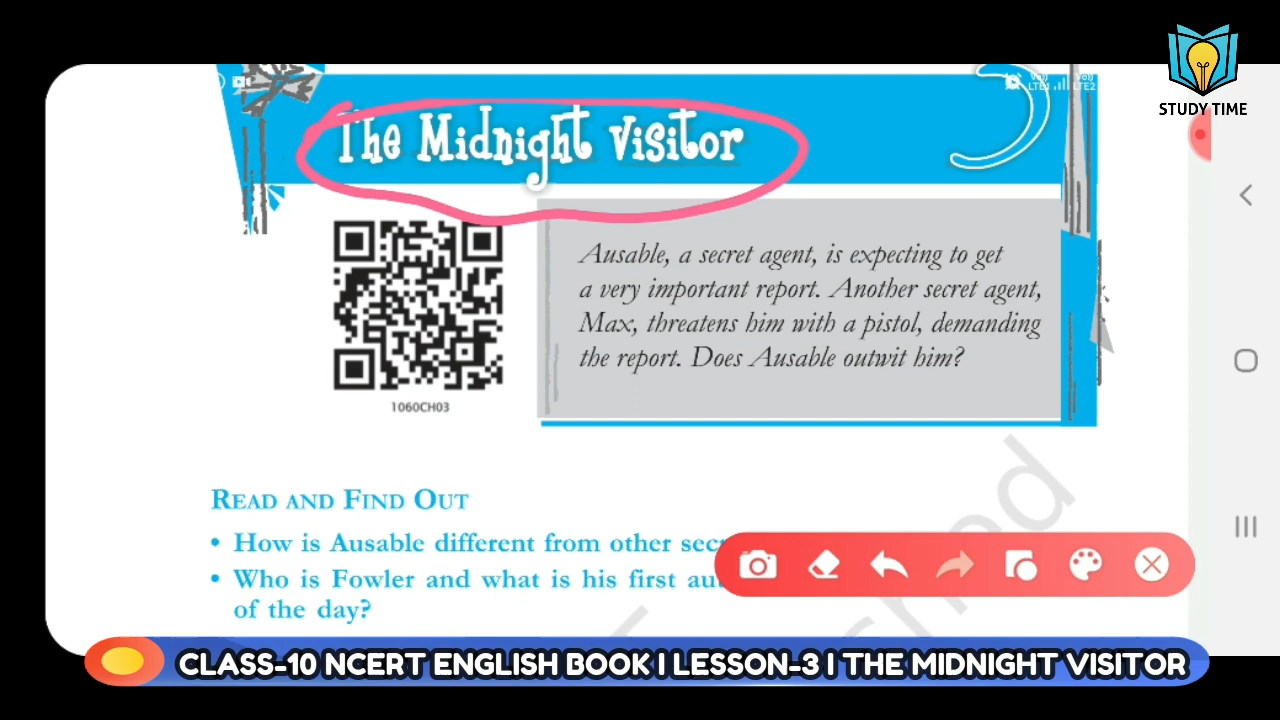 STUDY TIME
The Midnight Visitor
Ausable, a secret agent, is expecting to get
a very important report. Another secret agent,
Max, threatens him with a pistol, demanding
the report. Does Ausable outwit him?
1060CH03
READ AND FIND OUT
• How is Ausable different from other
• Who is Fowler and what is his first
of the day?
CLASS-10 NCERT ENGLISH BOOK I LESSON-3 I THE MIDNIGHT VISITOR